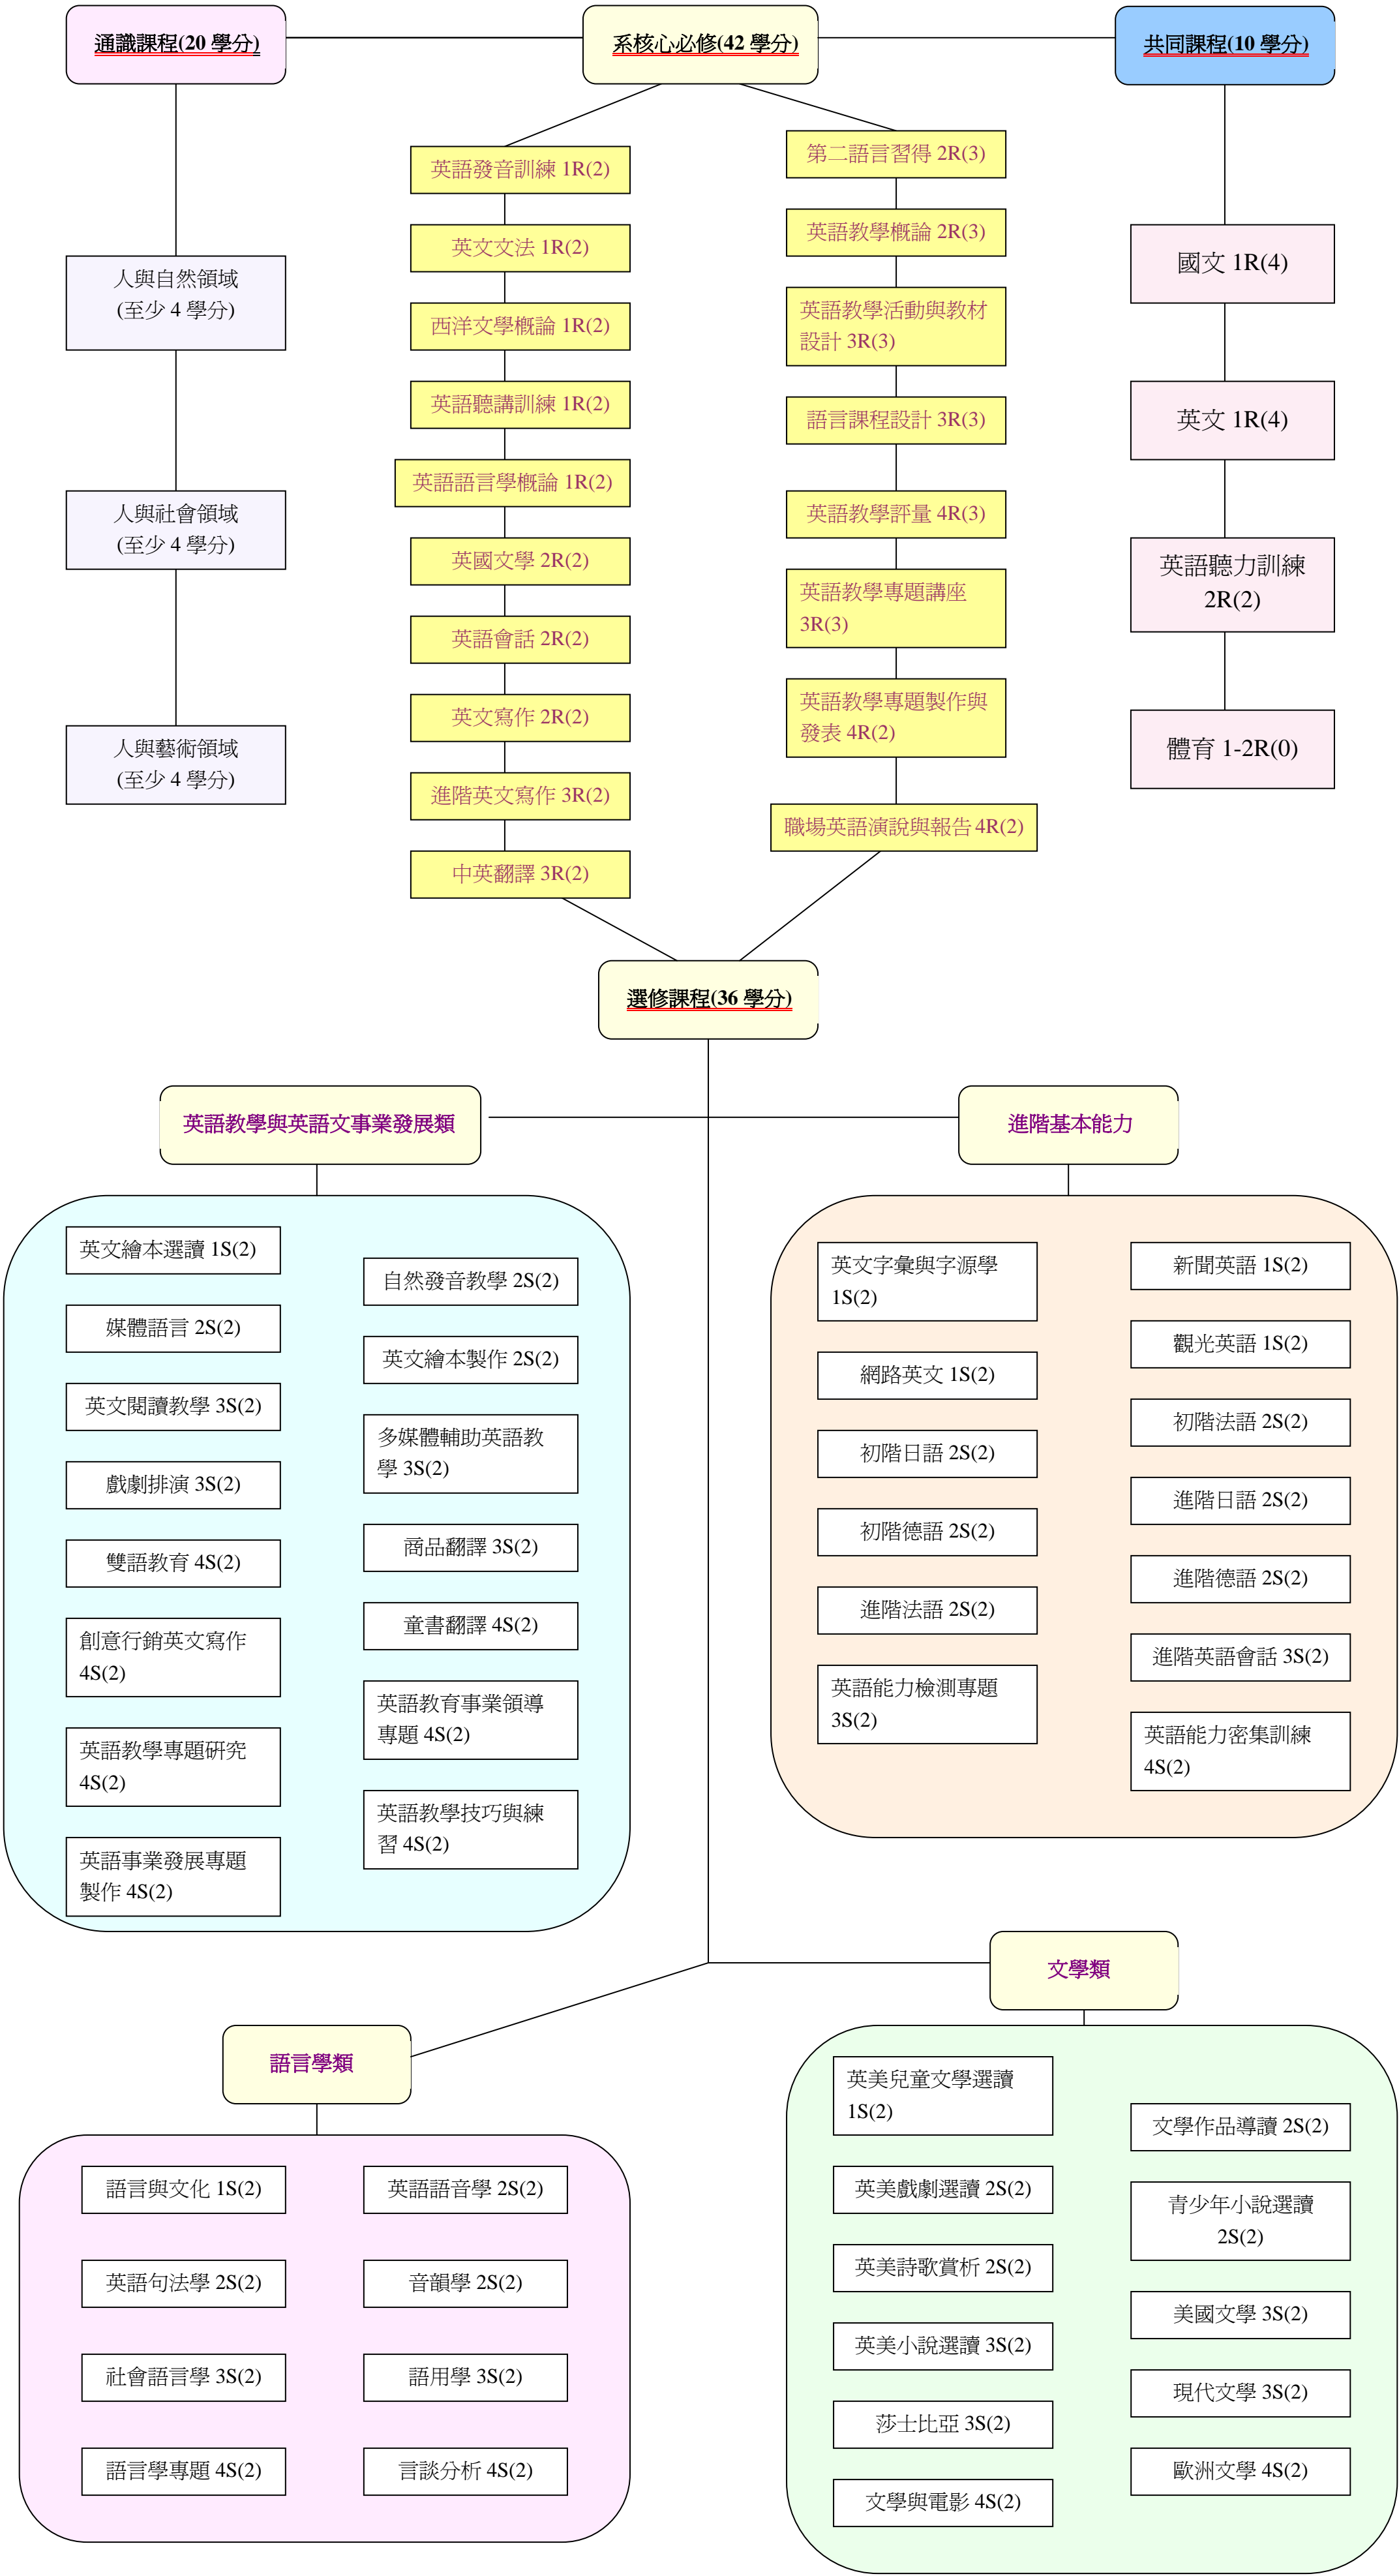 通識課程(20 學分)
系核心必修(42 學分)
共同課程(10 學分)
人與自然領域
(至少 4 學分)
人與社會領域
(至少 4 學分)
人與藝術領域
(至少 4 學分)
英語發音訓練 1R(2)
英文文法 1R(2)
西洋文學概論 1R(2)
英語聽講訓練 1R(2)
英語語言學概論 1R(2)
英國文學 2R(2)
英語會話 2R(2)
英文寫作 2R(2)
進階英文寫作 3R(2)
中英翻譯 3R(2)
第二語言習得 2R(3)
英語教學概論 2R(3)
英語教學活動與教材
設計 3R(3)
語言課程設計 3R(3)
英語教學評量 4R(3)
英語教學專題講座
3R(3)
英語教學專題製作與
發表 4R(2)
職場英語演說與報告 4R(2)
國文 1R(4)
英文 1R(4)
英語聽力訓練
2R(2)
體育 1-2R(0)
選修課程(36 學分)
英語教學與英語文事業發展類
英文繪本選讀 1S(2)
媒體語言 2S(2)
英文閱讀教學 3S(2)
戲劇排演 3S(2)
雙語教育 4S(2)
創意行銷英文寫作
4S(2)
英語教學專題研究
4S(2)
英語事業發展專題
製作 4S(2)
自然發音教學 2S(2)
英文繪本製作 2S(2)
多媒體輔助英語教
學 3S(2)
商品翻譯 3S(2)
童書翻譯 4S(2)
英語教育事業領導
專題 4S(2)
英語教學技巧與練
習 4S(2)
進階基本能力
英文字彙與字源學
1S(2)
網路英文 1S(2)
初階日語 2S(2)
初階德語 2S(2)
進階法語 2S(2)
英語能力檢測專題
3S(2)
新聞英語 1S(2)
觀光英語 1S(2)
初階法語 2S(2)
進階日語 2S(2)
進階德語 2S(2)
進階英語會話 3S(2)
英語能力密集訓練
4S(2)
語言學類
語言與文化 1S(2)
英語句法學 2S(2)
社會語言學 3S(2)
語言學專題 4S(2)
英語語音學 2S(2)
音韻學 2S(2)
語用學 3S(2)
言談分析 4S(2)
文學類
英美兒童文學選讀
1S(2)
英美戲劇選讀 2S(2)
英美詩歌賞析 2S(2)
英美小說選讀 3S(2)
莎士比亞 3S(2)
文學與電影 4S(2)
文學作品導讀 2S(2)
青少年小說選讀
2S(2)
美國文學 3S(2)
現代文學 3S(2)
歐洲文學 4S(2)